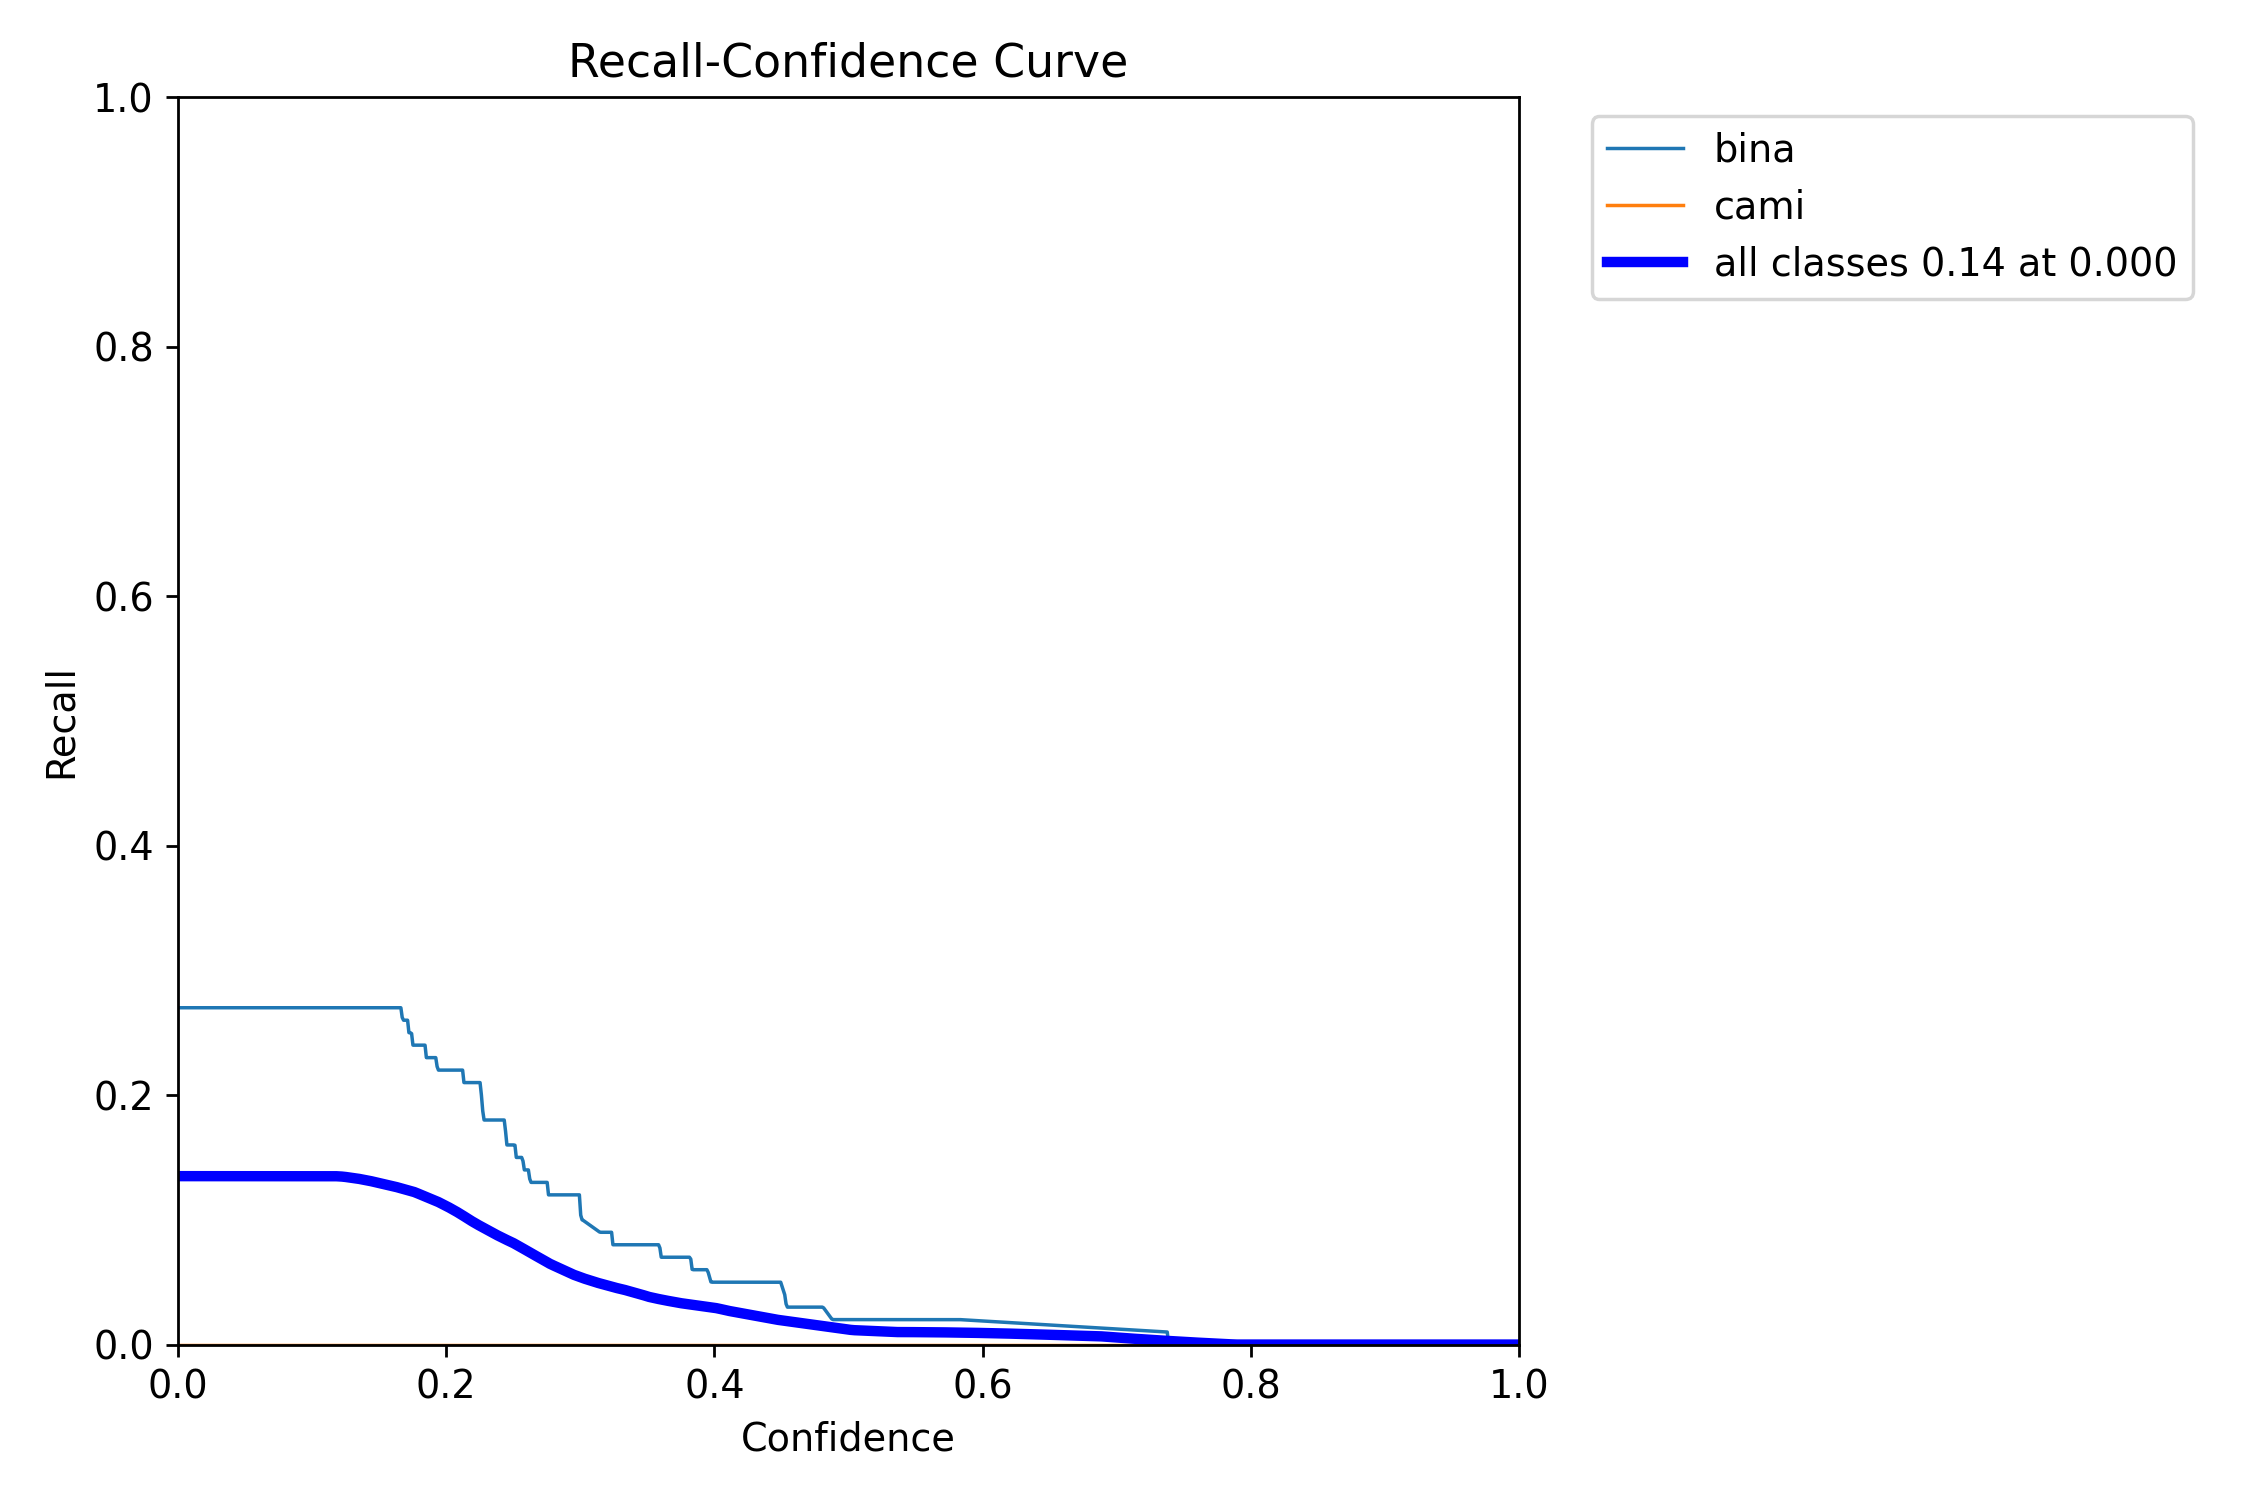 Recall-Confidence Curve
1.0
0.8
0.6
0.4
0.2
0.0
Recall
0.0 0.2 0.4 0.6 0.8 1.0
Confidence
bina
cami
all classes 0.14 at 0.000